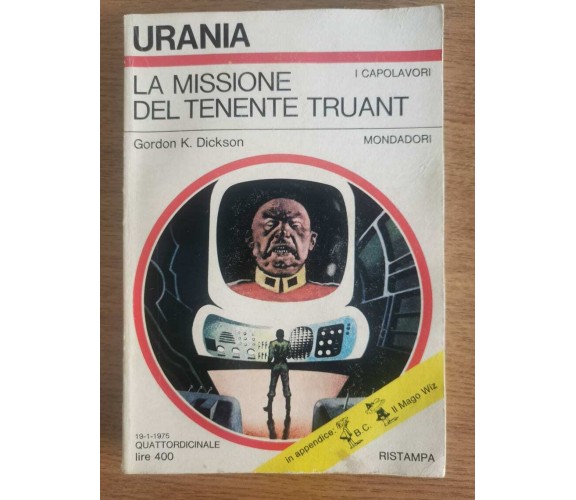 URANIA
I CAPOLAVORI
LA MISSIONE
DEL TENENTE TRUANT
Gordon K. Dickson
MONDADORI
in appendice: B.C. Il Mago Wiz
19-1-1975
QUATTORDICINALE
lire 400
RISTAMPA